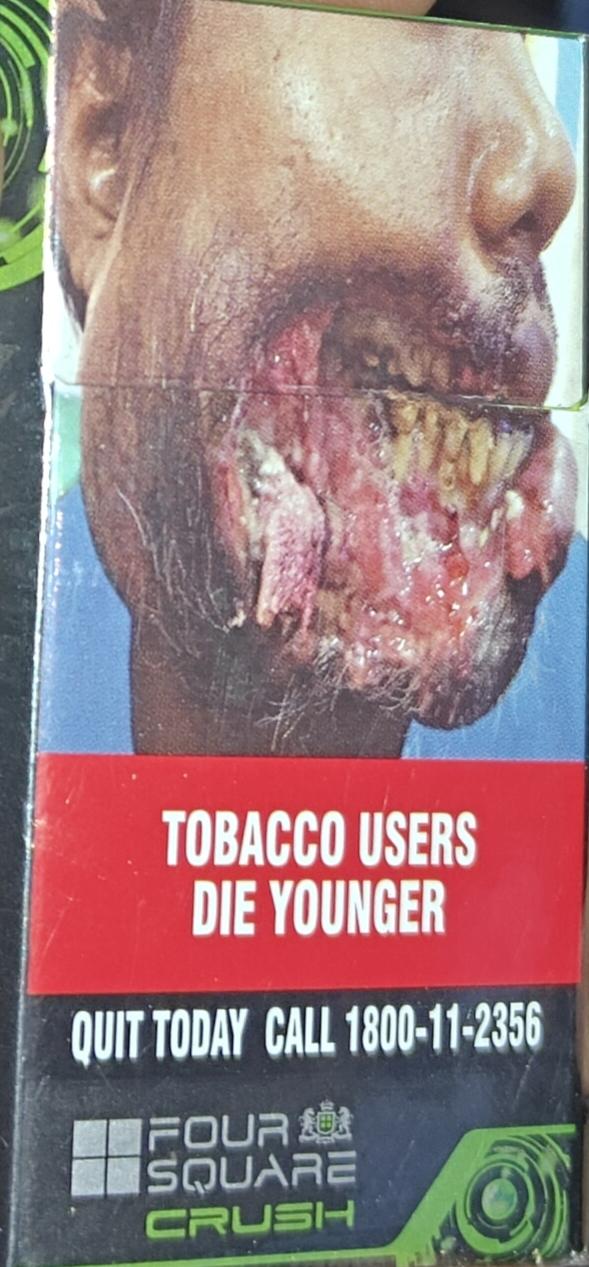 TOBACCO USERS
DIE YOUNGER
QUIT TODAY CALL 1800-11-2356
FOUR
SQUARE
CRUSH